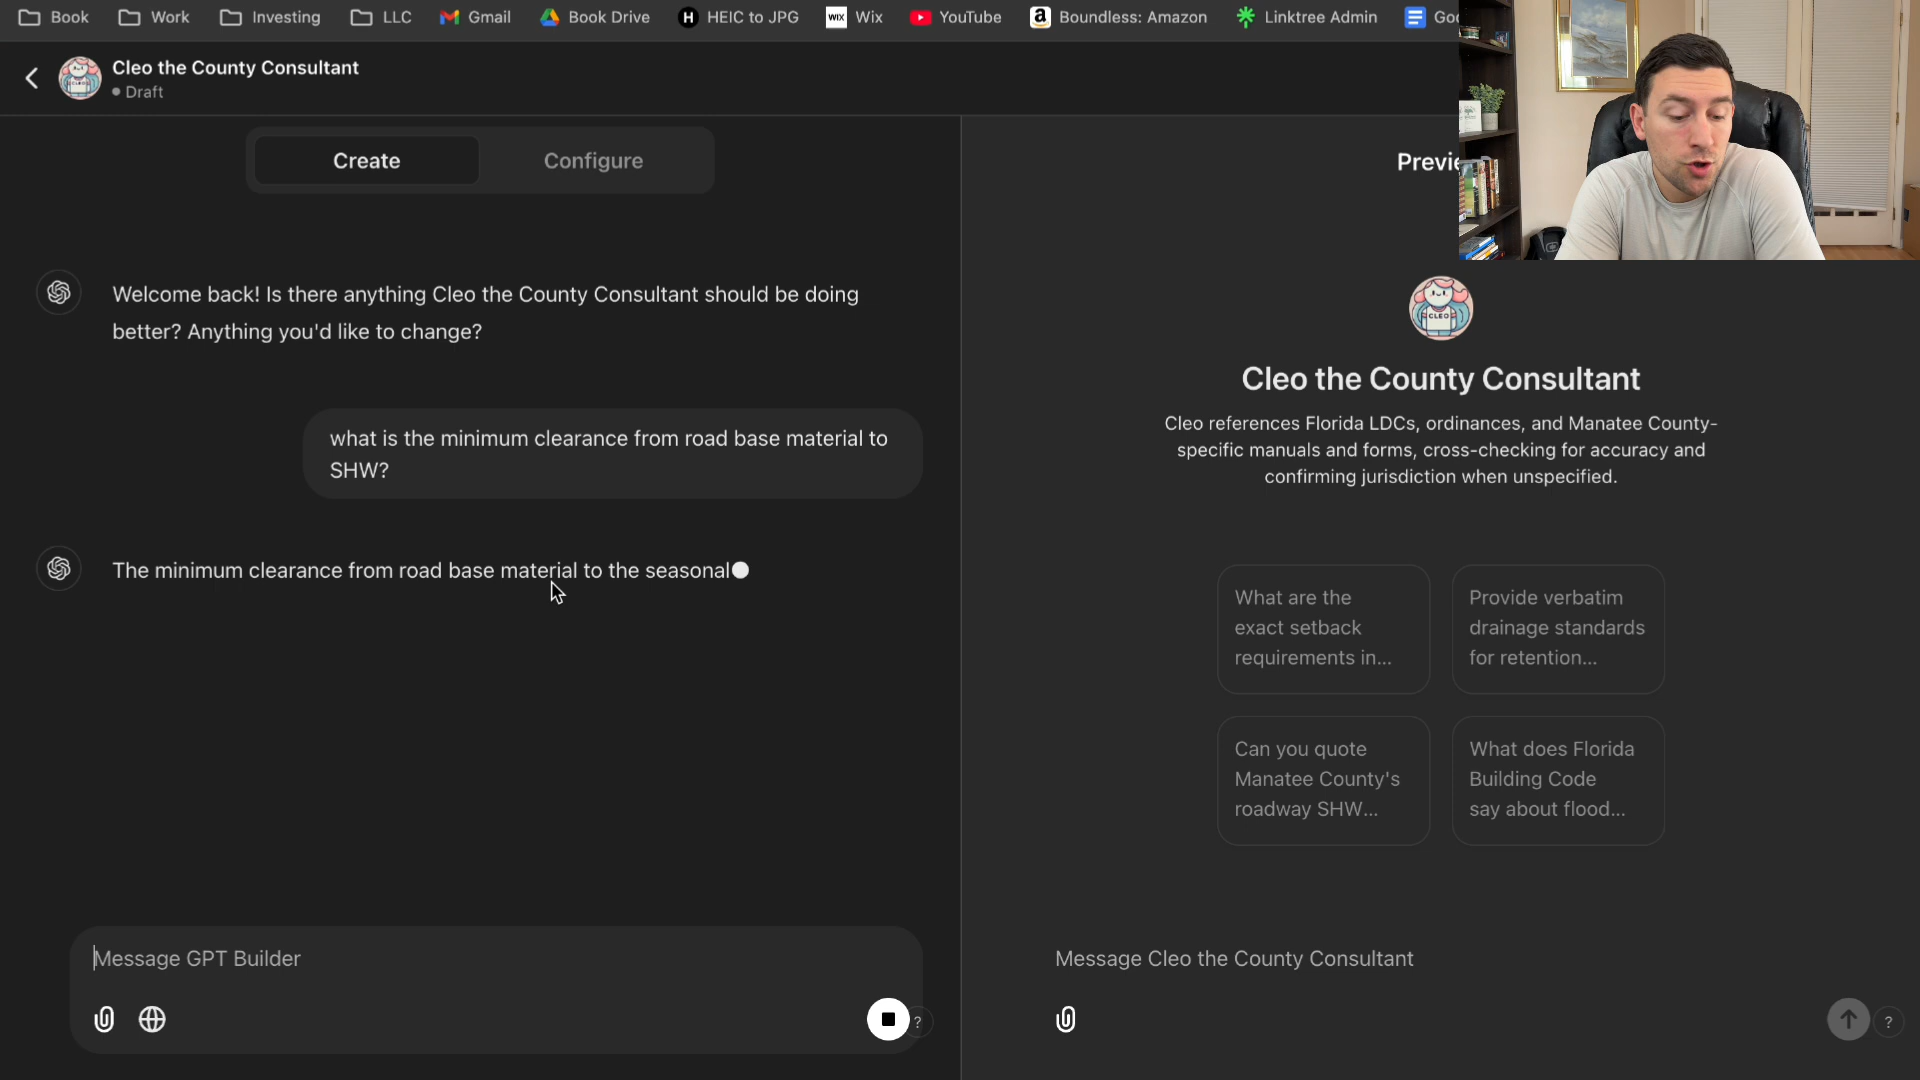 Book Work Investing LLC Gmail Book Drive HEIC to JPG Wix YouTube Boundless: Amazon Linktree Admin
Cleo the County Consultant
Draft
Create Configure
Welcome back! Is there anything Cleo the County Consultant should be doing
better? Anything you'd like to change?
what is the minimum clearance from road base material to
SHW?
The minimum clearance from road base material to the seasonal
Message GPT Builder
?
Previe
CLEO
Cleo the County Consultant
Cleo references Florida LDCs, ordinances, and Manatee County-
specific manuals and forms, cross-checking for accuracy and
confirming jurisdiction when unspecified.
What are the
exact setback
requirements in...
Provide verbatim
drainage standards
for retention...
Can you quote
Manatee County's
roadway SHW...
What does Florida
Building Code
say about flood...
Message Cleo the County Consultant
?